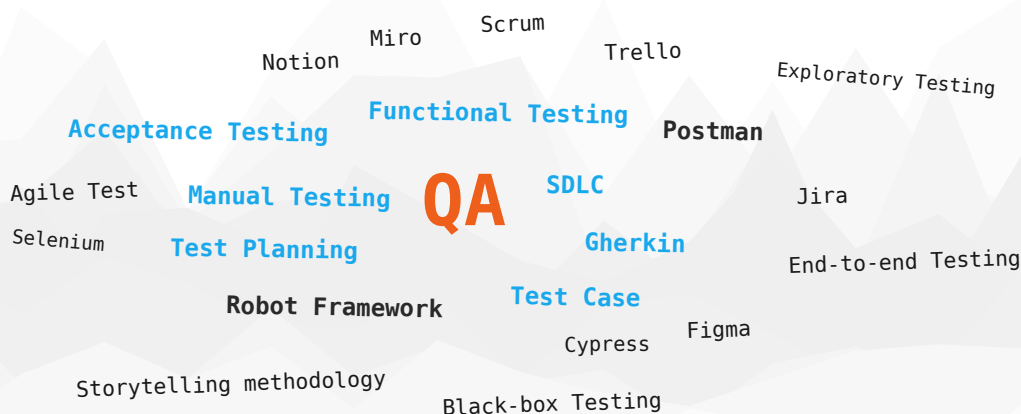 Scrum
Miro
Notion
Trello
Exploratory Testing
Functional Testing
Acceptance Testing
Postman
Agile Test
Manual Testing
QA
SDLC
Jira
Selenium
Test Planning
Gherkin
End-to-end Testing
Robot Framework
Test Case
Cypress
Figma
Storytelling methodology
Black-box Testing